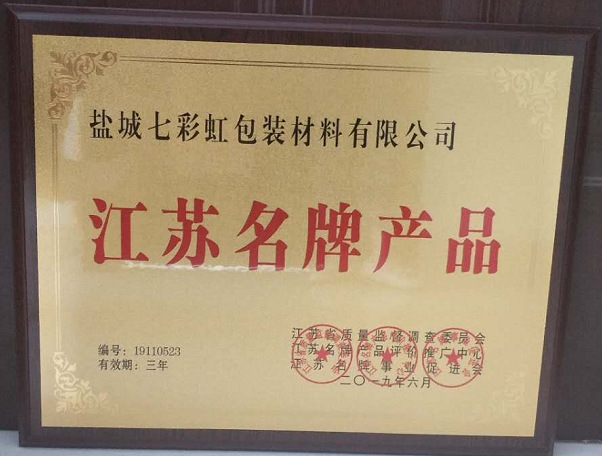 盐城七彩虹包装材料有限公司
江苏名牌产品
编号：19110523
有效期：三年
江苏省质量监督调查委员会
江苏名牌产品评价推广中心
江苏名牌事业促进会
二〇一九年六月